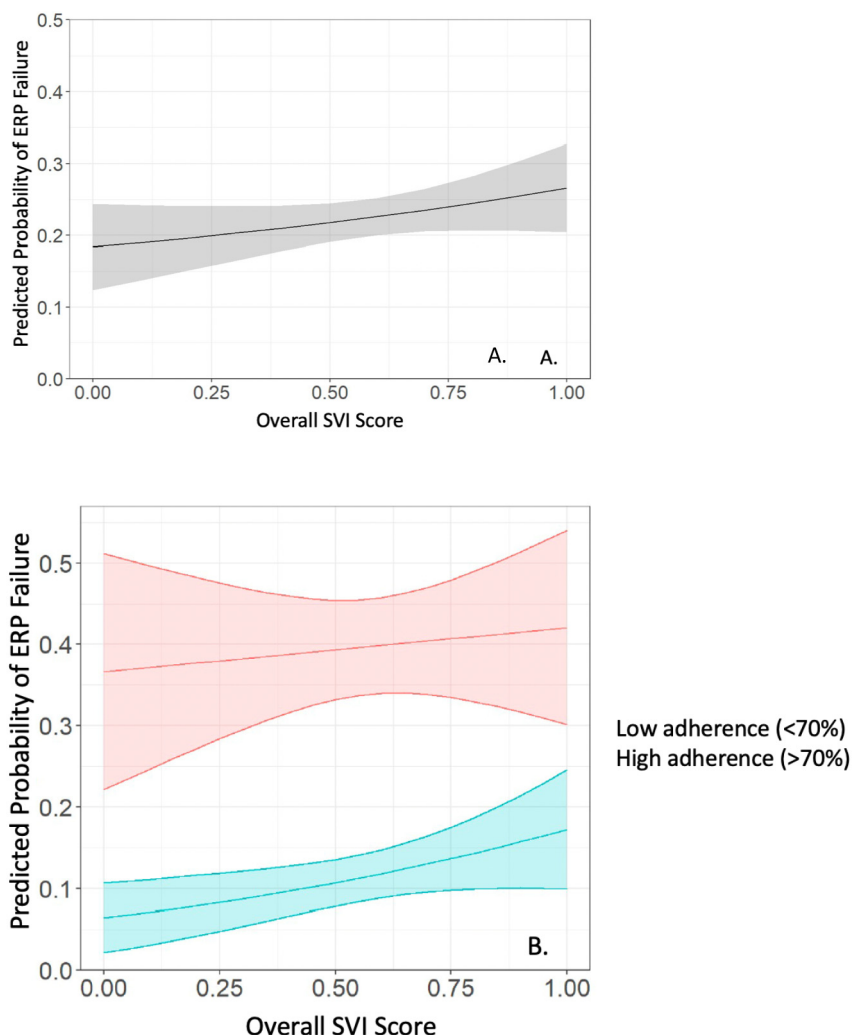 Predicted Probability of ERP Failure
0.5
0.4
0.3
0.2
0.1
0.0
A. A.
0.00 0.25 0.50 0.75 1.00
Overall SVI Score
Predicted Probability of ERP Failure
0.5
0.4
0.3
0.2
0.1
0.0
Low adherence (<70%)
High adherence (>70%)
B.
0.00 0.25 0.50 0.75 1.00
Overall SVI Score